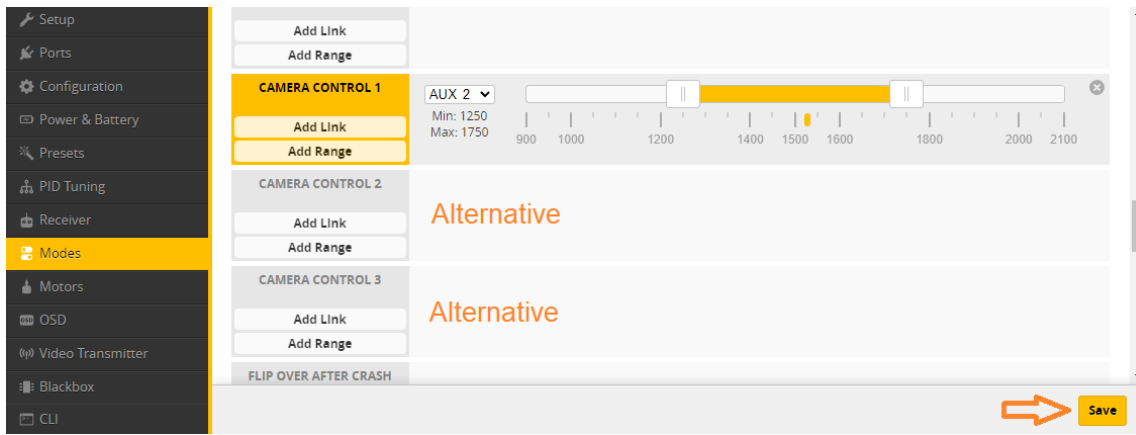 Setup
Ports
Configuration
Power & Battery
Presets
PID Tuning
Receiver
Modes
Motors
OSD
Video Transmitter
Blackbox
CLI
Add Link
Add Range
CAMERA CONTROL 1
Add Link
Add Range
AUX 2
Min: 1250
Max: 1750
900 1000 1200 1400 1500 1600 1800 2000 2100
CAMERA CONTROL 2
Add Link
Add Range
Alternative
CAMERA CONTROL 3
Add Link
Add Range
Alternative
FLIP OVER AFTER CRASH
Save